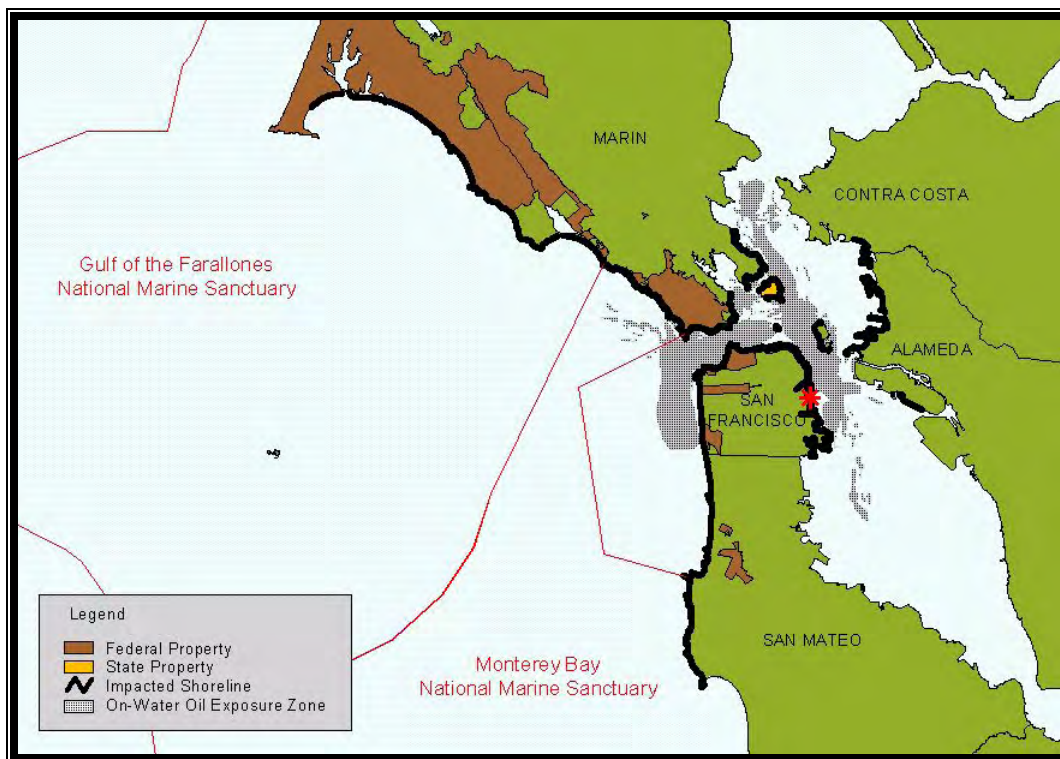 MARIN
CONTRA COSTA
Gulf of the Farallones
National Marine Sanctuary
ALAMEDA
SAN
FRANCISCO
Legend
Federal Property
State Property
Impacted Shoreline
On-Water Oil Exposure Zone
SAN MATEO
Monterey Bay
National Marine Sanctuary